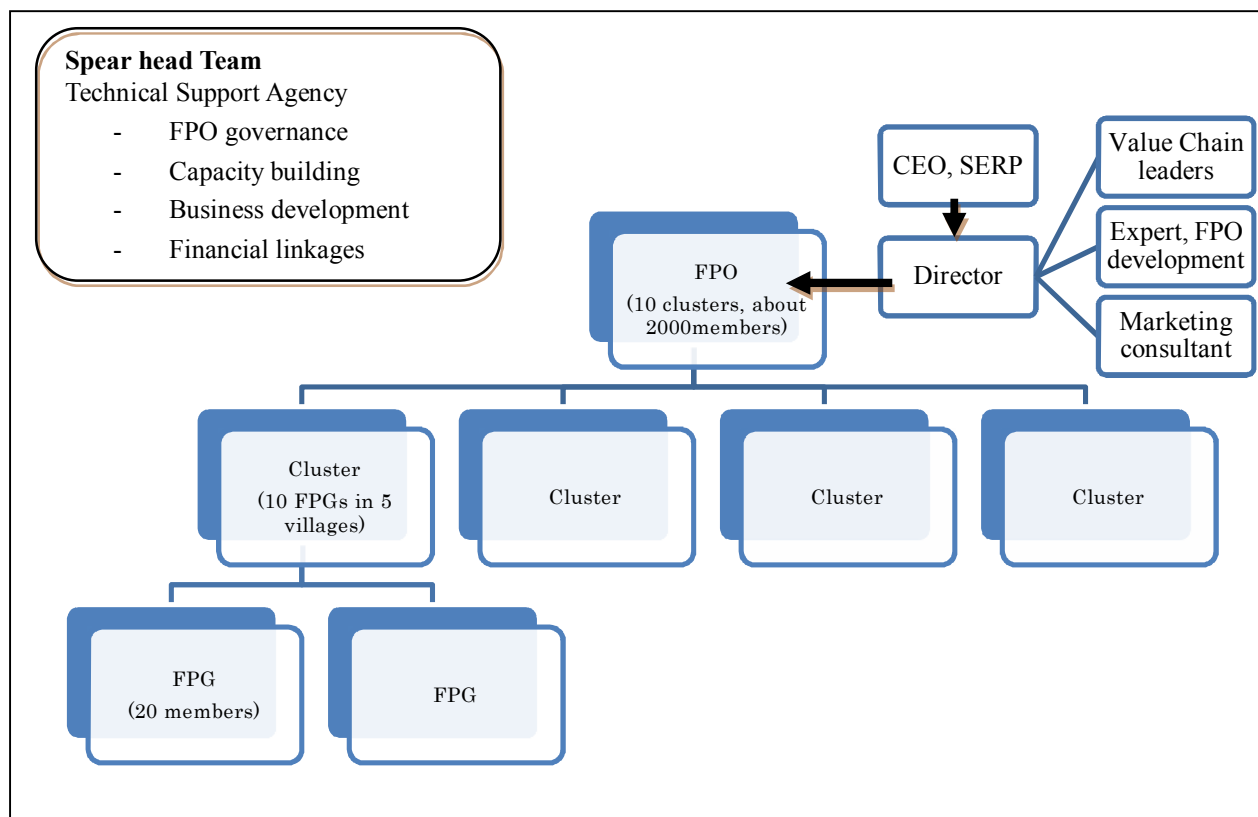 Spear head Team
Technical Support Agency
- FPO governance
- Capacity building
- Business development
- Financial linkages
CEO, SERP
Director
Value Chain
leaders
Expert, FPO
development
Marketing
consultant
FPO
(10 clusters, about
2000members)
Cluster
(10 FPGs in 5
villages)
Cluster
Cluster
Cluster
FPG
(20 members)
FPG